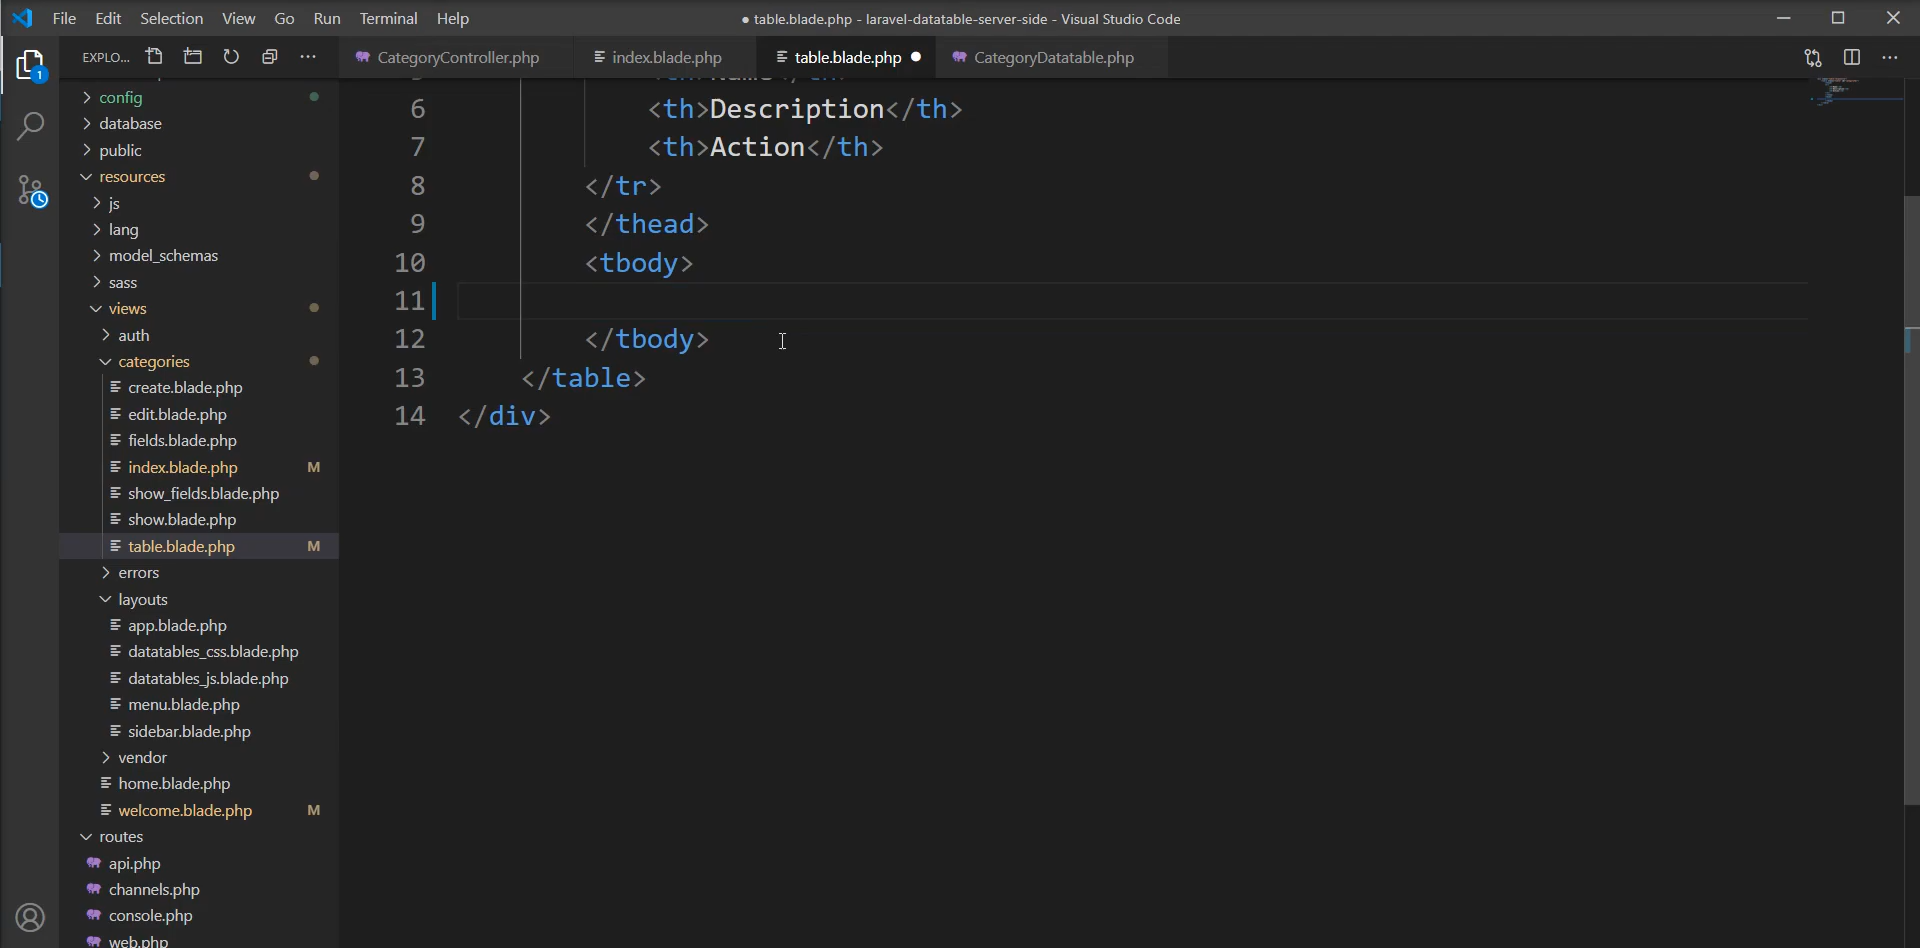 File Edit Selection View Go Run Terminal Help
● table.blade.php - laravel-datatable-server-side - Visual Studio Code
EXPLO...
CategoryController.php
index.blade.php
table.blade.php
CategoryDatatable.php
1
config
database
public
resources
js
lang
model_schemas
sass
views
auth
categories
create.blade.php
edit.blade.php
fields.blade.php
index.blade.php M
show_fields.blade.php
show.blade.php
table.blade.php M
errors
layouts
app.blade.php
datatables_css.blade.php
datatables_js.blade.php
menu.blade.php
sidebar.blade.php
vendor
home.blade.php
welcome.blade.php M
routes
api.php
channels.php
console.php
web.php
6 <th>Description</th>
7 <th>Action</th>
8 </tr>
9 </thead>
10 <tbody>
11
12 </tbody>
13 </table>
14 </div>